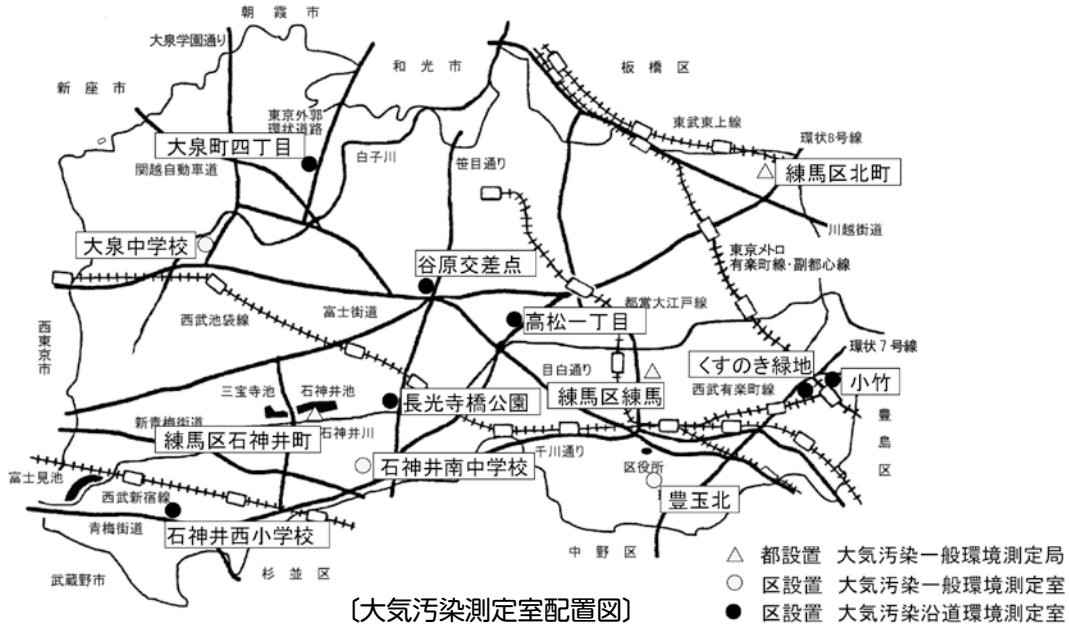 朝霞市
大泉学園通り
和光市
板橋区
新座市
東京外郭
環状道路
東武東上線
環状8号線
大泉町四丁目
白子川
笹目通り
関越自動車道
練馬区北町
川越街道
大泉中学校
東京メトロ
有楽町線・副都心線
谷原交差点
都営大江戸線
富士街道
西武池袋線
高松一丁目
西東京市
環状7号線
くすのき緑地
目白通り
小竹
西武有楽町線
練馬区練馬
三宝寺池
石神井池
長光寺橋公園
新青梅街道
石神井川
豊島区
練馬区石神井町
千川通り
石神井南中学校
区役所
富士見池
西武新宿線
豊玉北
青梅街道
石神井西小学校
中野区
杉並区
武蔵野市
△ 都設置 大気汚染一般環境測定局
○ 区設置 大気汚染一般環境測定室
● 区設置 大気汚染沿道環境測定室
〔大気汚染測定室配置図〕